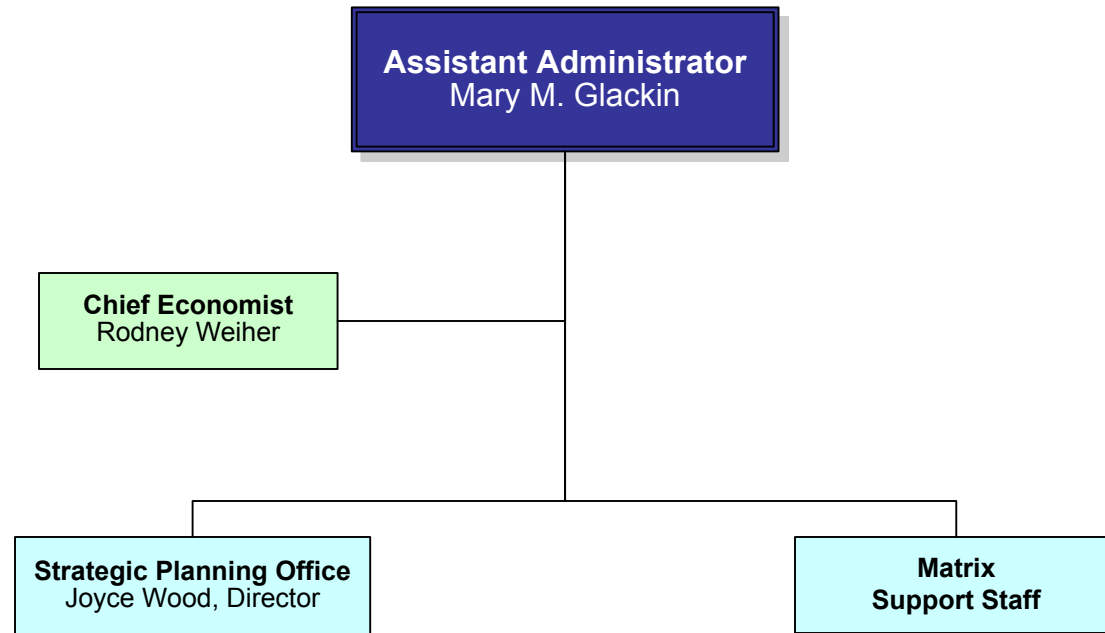 Assistant Administrator
Mary M. Glackin
Chief Economist
Rodney Weiher
Strategic Planning Office
Joyce Wood, Director
Matrix
Support Staff